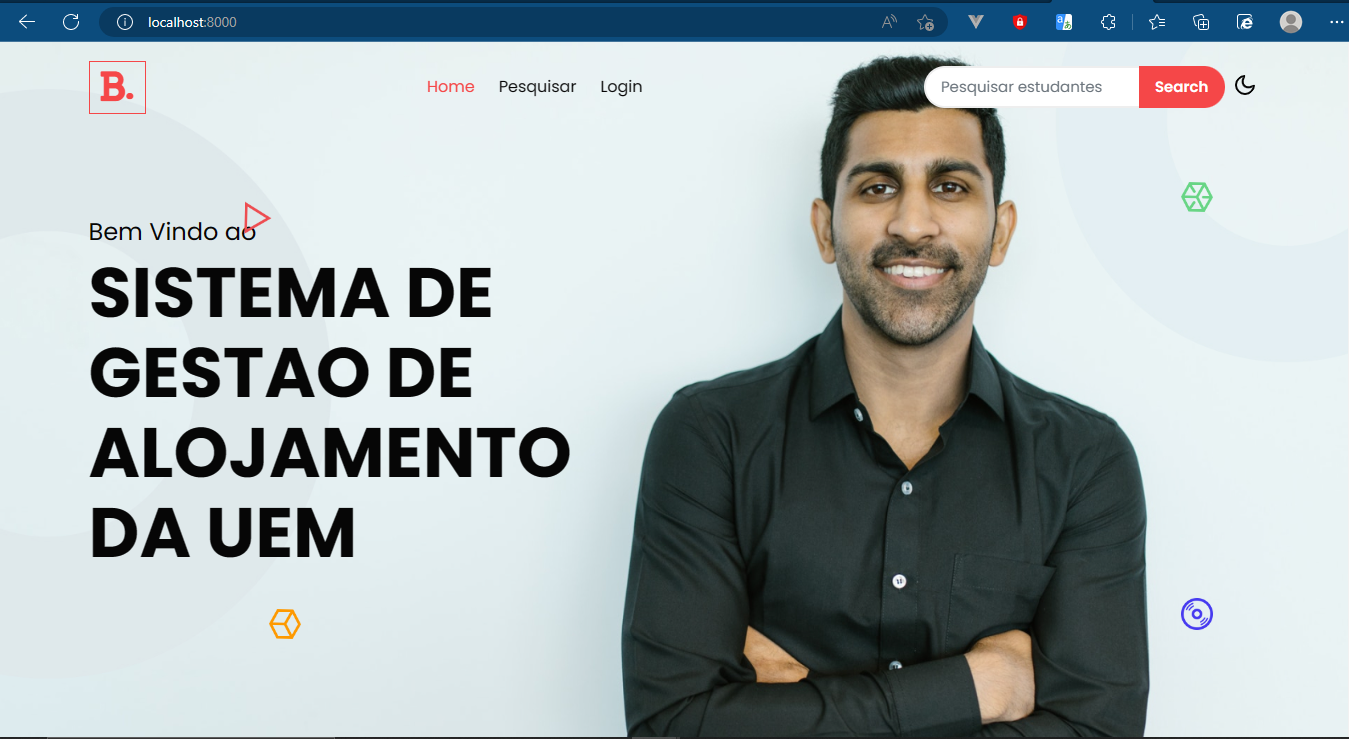 localhost:8000
B.
Home Pesquisar Login
Pesquisar estudantes Search
Bem Vindo ao
SISTEMA DE
GESTAO DE
ALOJAMENTO
DA UEM